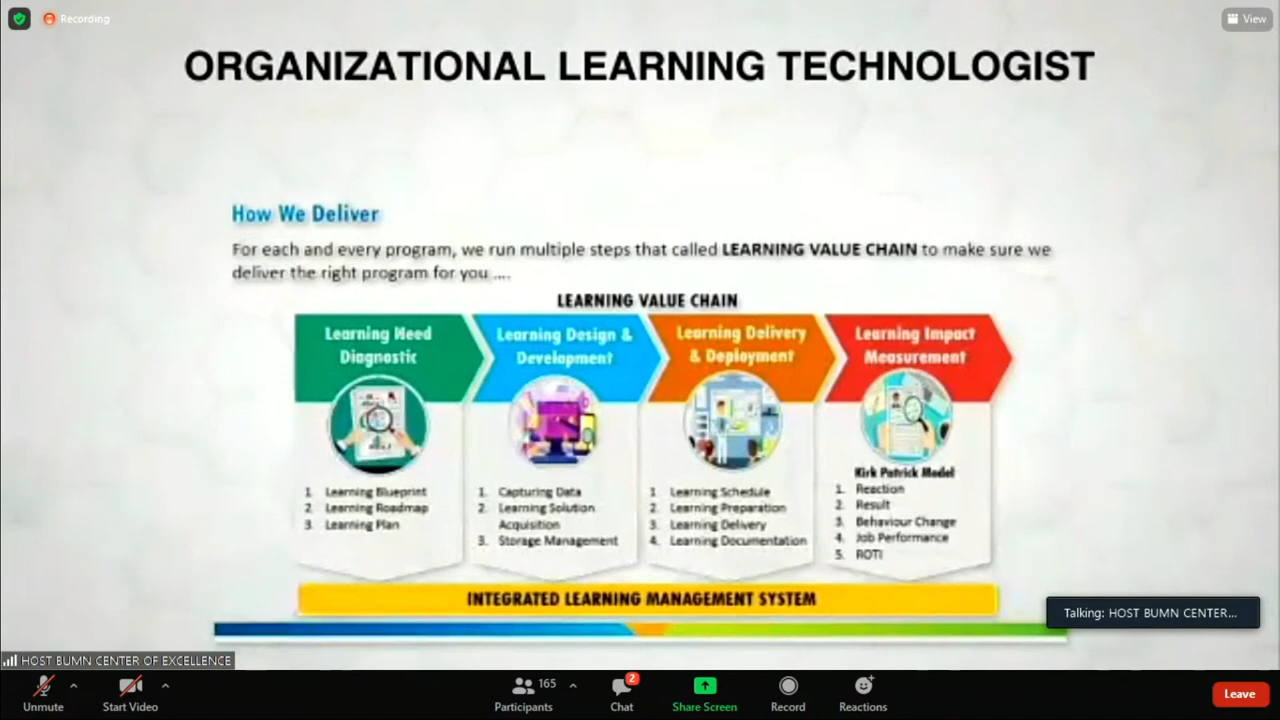 Recording
View
ORGANIZATIONAL LEARNING TECHNOLOGIST
How We Deliver
For each and every program, we run multiple steps that called LEARNING VALUE CHAIN to make sure we
deliver the right program for you ....
LEARNING VALUE CHAIN
Learning Need
Diagnostic
1. Learning Blueprint
2. Learning Roadmap
3. Learning Plan
Learning Design &
Development
1. Capturing Data
2. Learning Solution
Acquisition
3. Storage Management
Learning Delivery
& Deployment
1. Learning Schedule
2. Learning Preparation
3. Learning Delivery
4. Learning Documentation
Learning Impact
Measurement
Kirk Patrick Model
1. Reaction
2. Result
3. Behaviour Change
4. Job Performance
5. ROTI
INTEGRATED LEARNING MANAGEMENT SYSTEM
Talking: HOST BUMN CENTER...
HOST BUMN CENTER OF EXCELLENCE
Unmute
Start Video
165
Participants
2
Chat
Share Screen
Record
Reactions
Leave